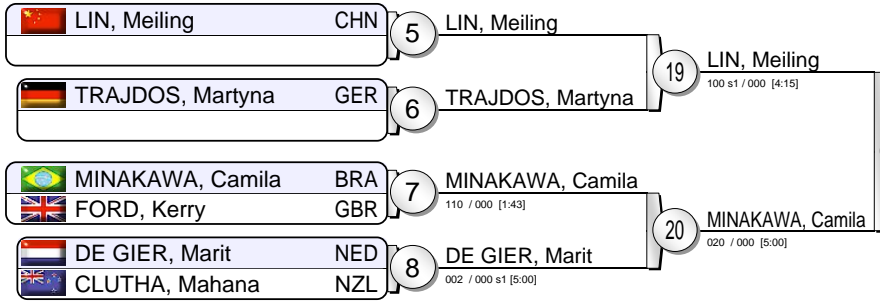 LIN, Meiling CHN 5 LIN, Meiling
19 LIN, Meiling
100 s1 / 000 [4:15]
TRAJDOS, Martyna GER 6 TRAJDOS, Martyna
MINAKAWA, Camila BRA 7 MINAKAWA, Camila
FORD, Kerry GBR 110 / 000 [1:43]
20 MINAKAWA, Camila
020 / 000 [5:00]
DE GIER, Marit NED 8 DE GIER, Marit
CLUTHA, Mahana NZL 002 / 000 s1 [5:00]